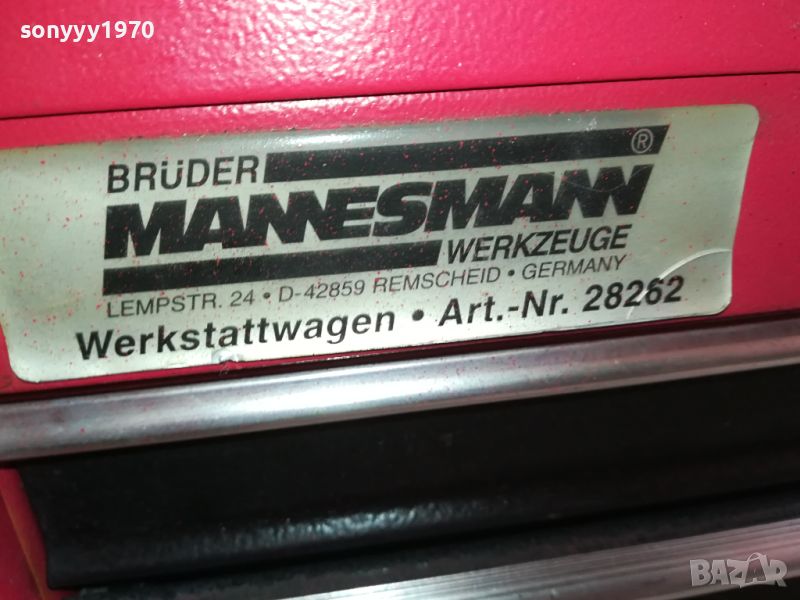 sonyyy1970
BRÜDER
MANNESMANN®
WERKZEUGE
LEMPSTR. 24 • D-42859 REMSCHEID • GERMANY
Werkstattwagen • Art.-Nr. 28262
BAZAR